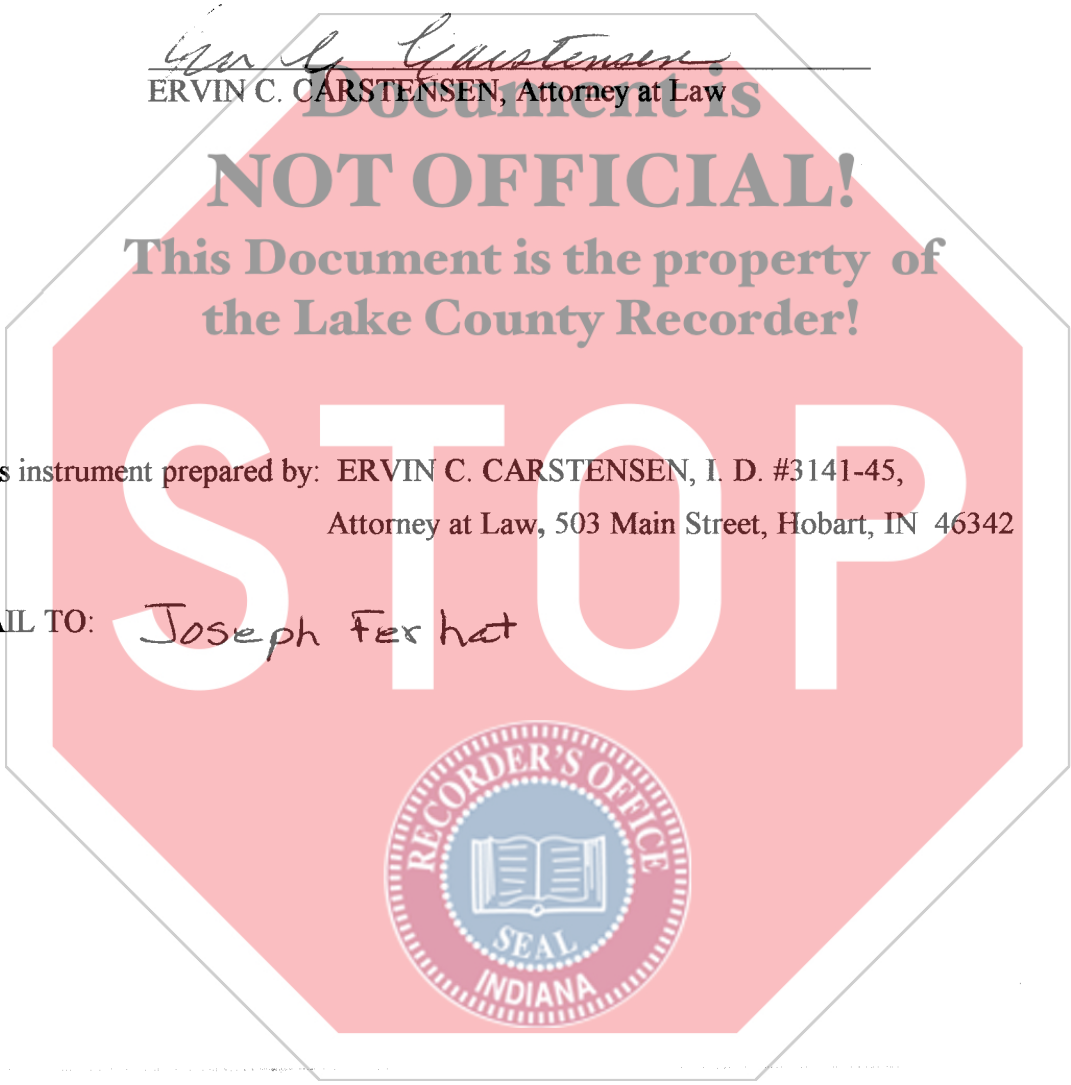 Ervin C. Carstensen
ERVIN C. CARSTENSEN, Attorney at Law
Document is
NOT OFFICIAL!
This Document is the property of
the Lake County Recorder!
STOP
s instrument prepared by: ERVIN C. CARSTENSEN, I. D. #3141-45,
Attorney at Law, 503 Main Street, Hobart, IN 46342
IL TO: Joseph Ferhat
RECORDER'S OFFICE
SEAL
INDIANA